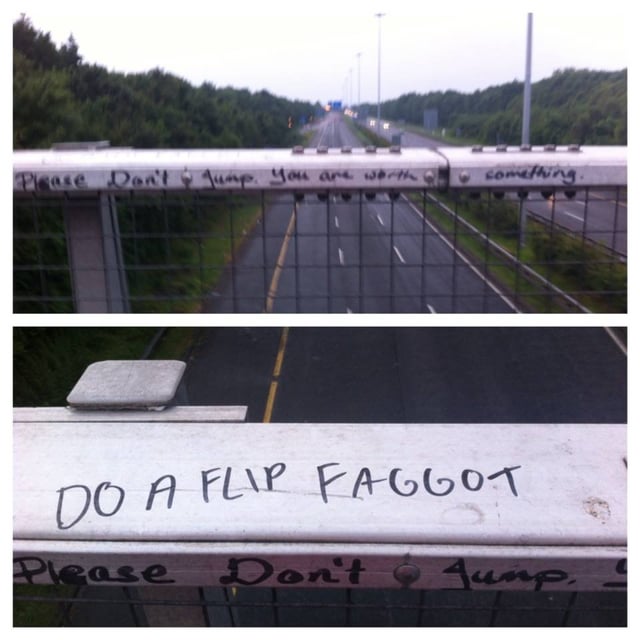 Please Don't Jump. You are worth something.
DO A FLIP FAGGOT
Please Don't Jump.